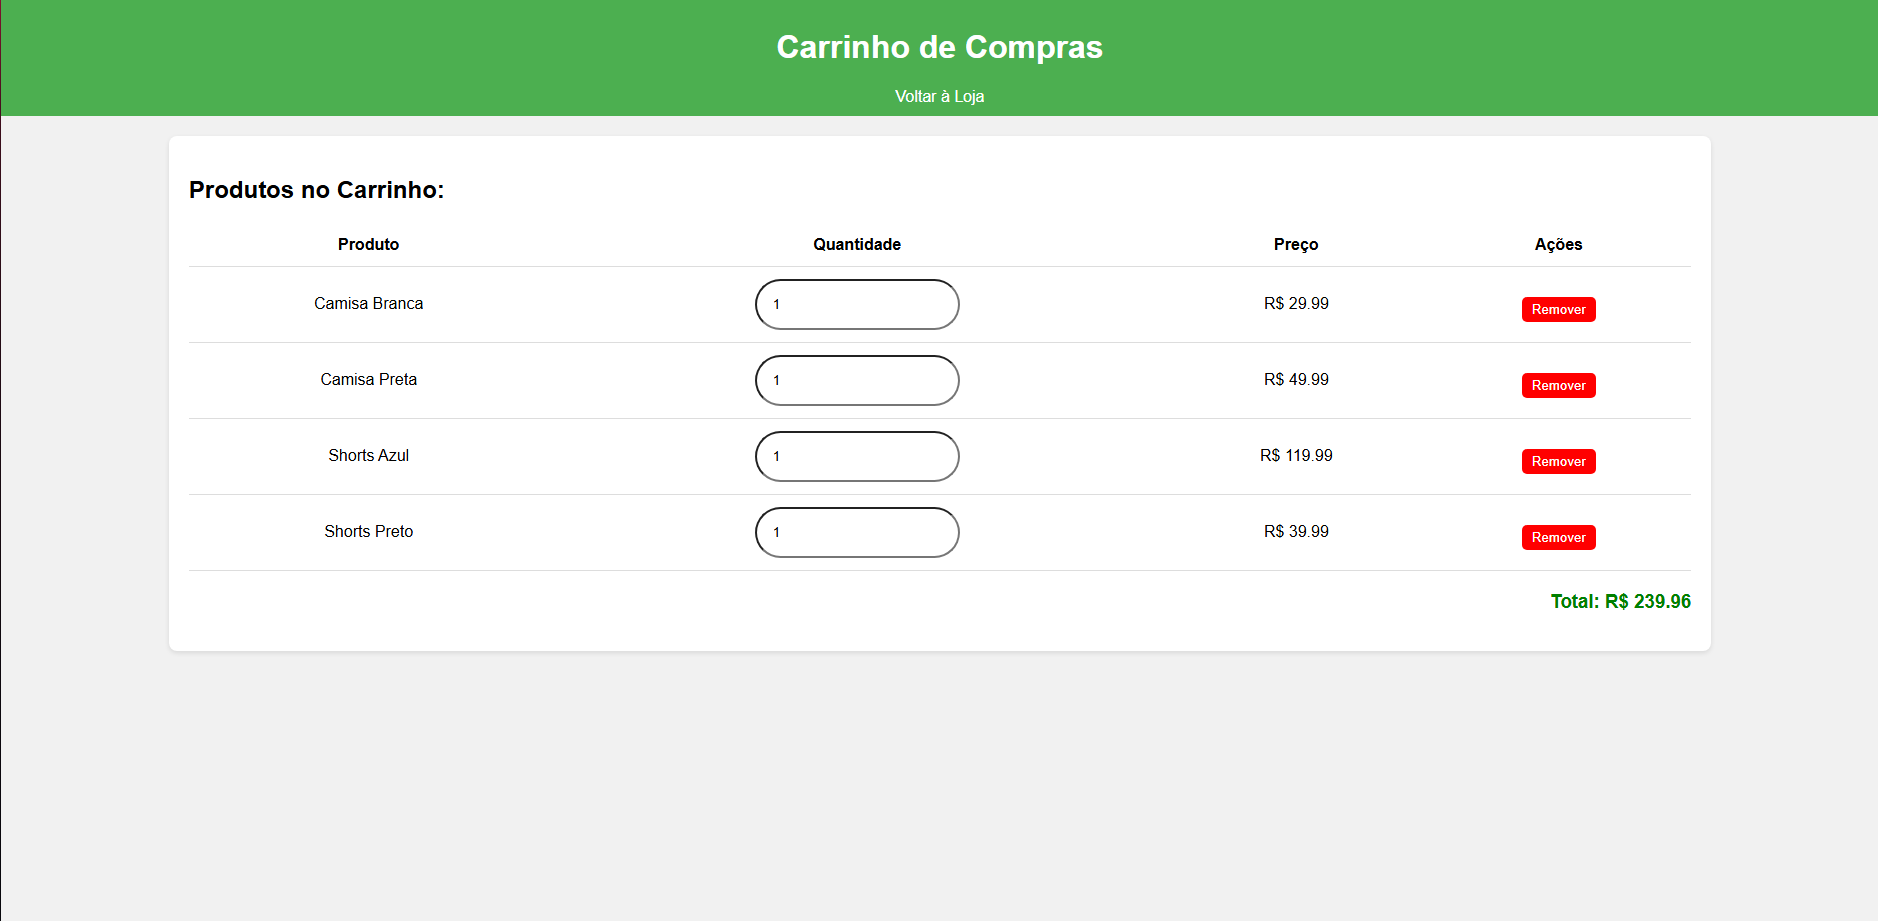 Carrinho de Compras
Voltar à Loja
Produtos no Carrinho:
Produto Quantidade Preço Ações
Camisa Branca 1 R$ 29.99 Remover
Camisa Preta 1 R$ 49.99 Remover
Shorts Azul 1 R$ 119.99 Remover
Shorts Preto 1 R$ 39.99 Remover
Total: R$ 239.96